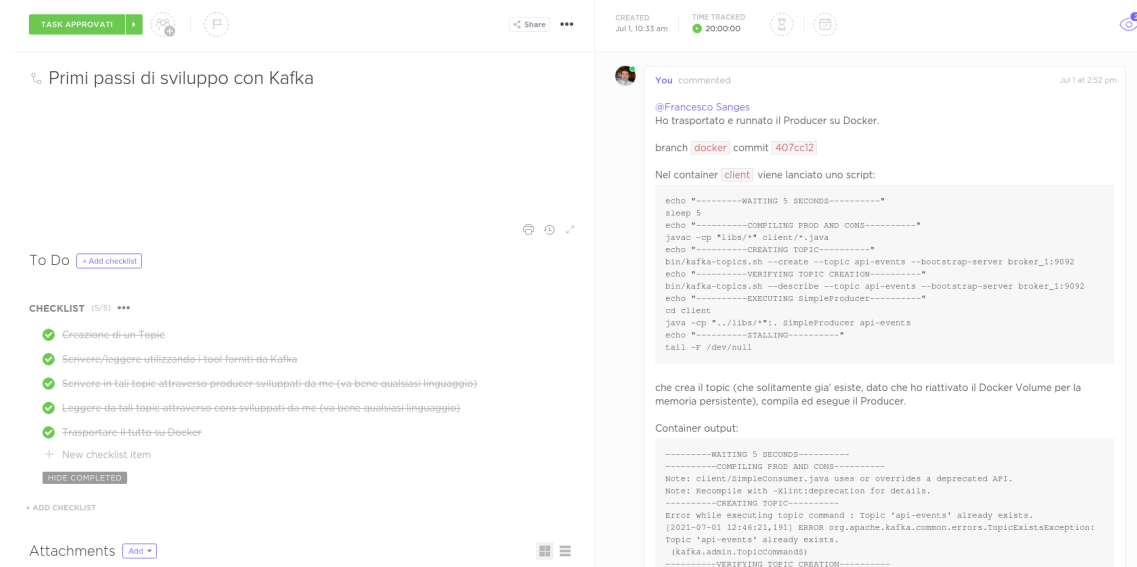 TASK APPROVATI
Share
CREATED
Jul 1, 10:33 am
TIME TRACKED
20:00:00
Primi passi di sviluppo con Kafka
To Do
+ Add checklist
CHECKLIST (5/5)
Creazione di un Topic
Scrivere/leggere utilizzando i tool forniti da Kafka
Scrivere in tali topic attraverso producer sviluppati da me (va bene qualsiasi linguaggio)
Leggere da tali topic attraverso cons sviluppati da me (va bene qualsiasi linguaggio)
Trasportare il tutto su Docker
+ New checklist item
HIDE COMPLETED
+ ADD CHECKLIST
Attachments
Add
You commented
Jul 1 at 2:52 pm
@Francesco Sanges
Ho trasportato e runnato il Producer su Docker.
branch docker commit 407cc12
Nel container client viene lanciato uno script:
echo "---------WAITING 5 SECONDS----------"
sleep 5
echo "----------COMPILING PROD AND CONS----------"
javac -cp "libs/*" client/*.java
echo "----------CREATING TOPIC----------"
bin/kafka-topics.sh --create --topic api-events --bootstrap-server broker_1:9092
echo "----------VERIFYING TOPIC CREATION----------"
bin/kafka-topics.sh --describe --topic api-events --bootstrap-server broker_1:9092
echo "----------EXECUTING SimpleProducer----------"
cd client
java -cp "../libs/*":. SimpleProducer api-events
echo "----------STALLING----------"
tail -F /dev/null
che crea il topic (che solitamente gia' esiste, dato che ho riattivato il Docker Volume per la
memoria persistente), compila ed esegue il Producer.
Container output:
---------WAITING 5 SECONDS----------
----------COMPILING PROD AND CONS----------
Note: client/SimpleConsumer.java uses or overrides a deprecated API.
Note: Recompile with -Xlint:deprecation for details.
----------CREATING TOPIC----------
Error while executing topic command : Topic 'api-events' already exists.
[2021-07-01 12:46:21,191] ERROR org.apache.kafka.common.errors.TopicExistsException:
Topic 'api-events' already exists.
(kafka.admin.TopicCommand$)
----------VERIFYING TOPIC CREATION----------